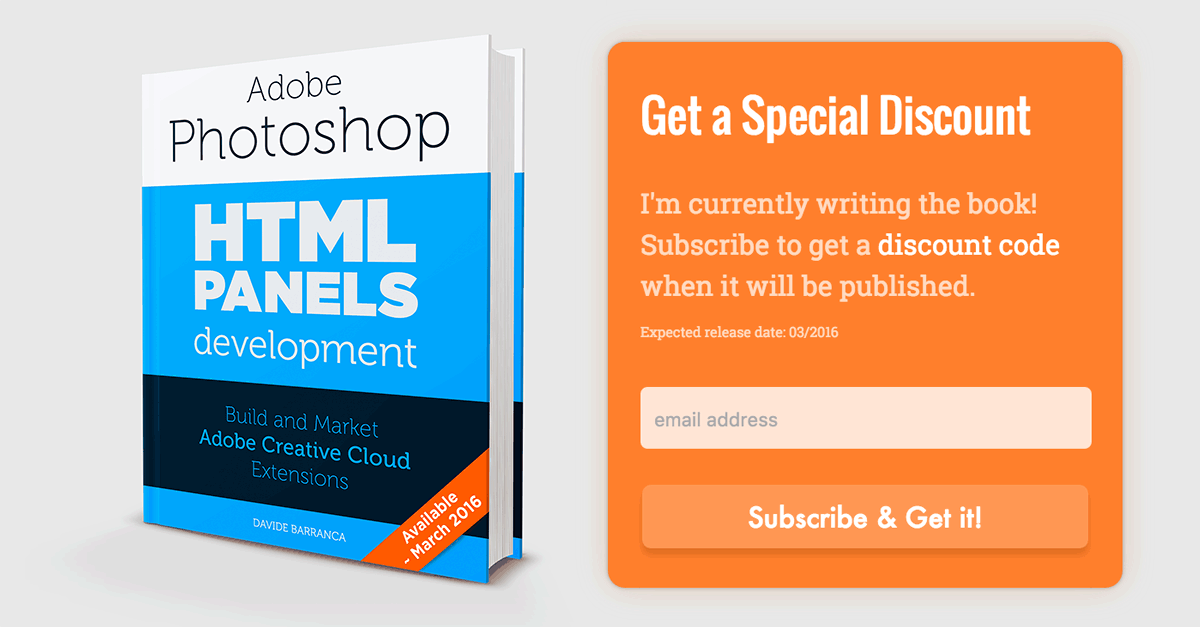 Adobe
Photoshop
HTML
PANELS
development
Build and Market
Adobe Creative Cloud
Extensions
DAVIDE BARRANCA
Available
~ March 2016
Get a Special Discount
I'm currently writing the book!
Subscribe to get a discount code
when it will be published.
Expected release date: 03/2016
email address
Subscribe & Get it!